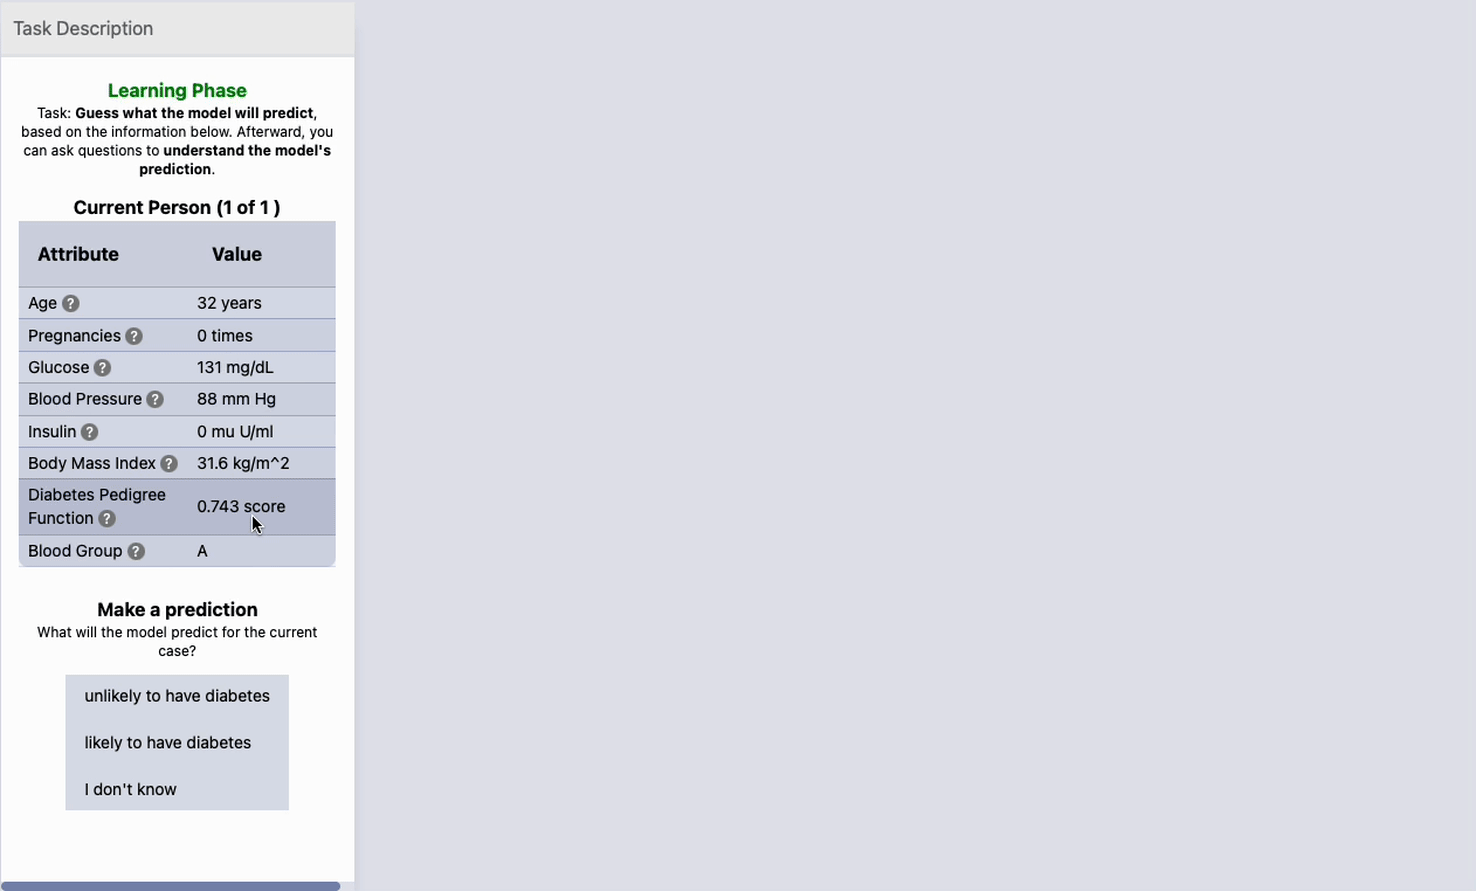 Task Description
Learning Phase
Task: Guess what the model will predict,
based on the information below. Afterward, you
can ask questions to understand the model's
prediction.
Current Person (1 of 1 )
Attribute Value
Age ? 32 years
Pregnancies ? 0 times
Glucose ? 131 mg/dL
Blood Pressure ? 88 mm Hg
Insulin ? 0 mu U/ml
Body Mass Index ? 31.6 kg/m^2
Diabetes Pedigree
Function ? 0.743 score
Blood Group ? A
Make a prediction
What will the model predict for the current
case?
unlikely to have diabetes
likely to have diabetes
I don't know